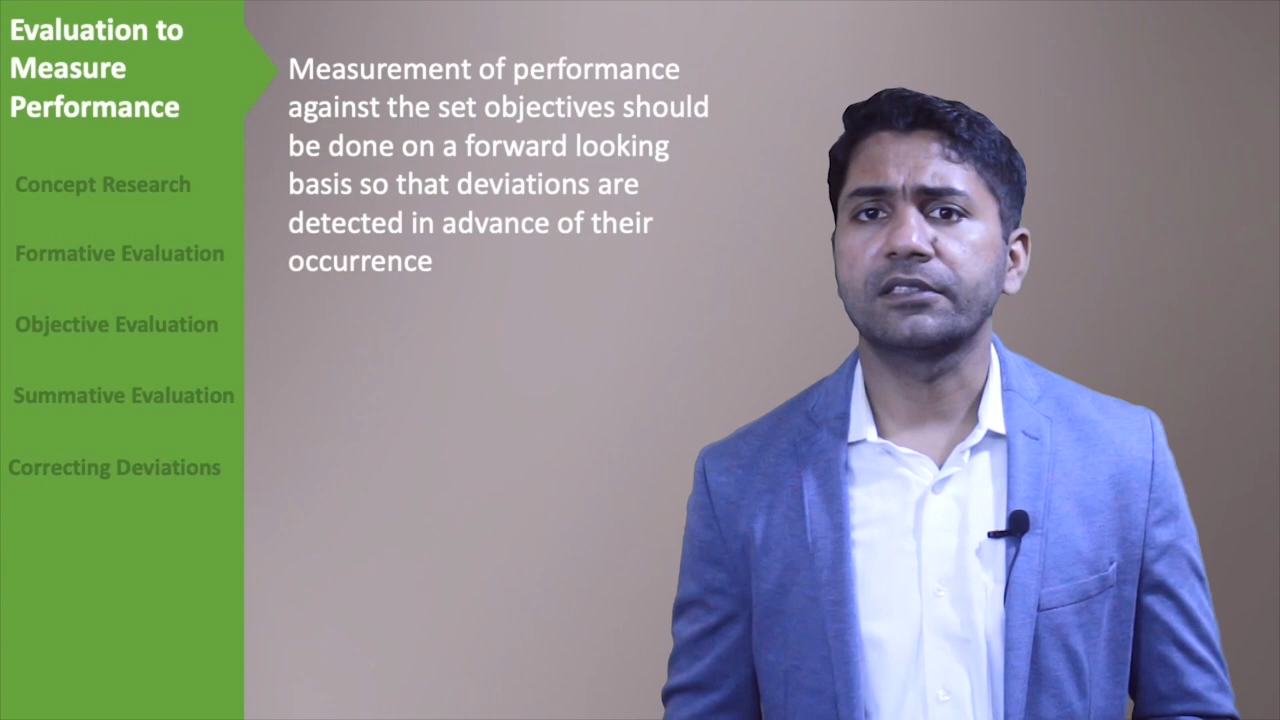 Evaluation to
Measure
Performance
Concept Research
Formative Evaluation
Objective Evaluation
Summative Evaluation
Correcting Deviations
Measurement of performance
against the set objectives should
be done on a forward looking
basis so that deviations are
detected in advance of their
occurrence